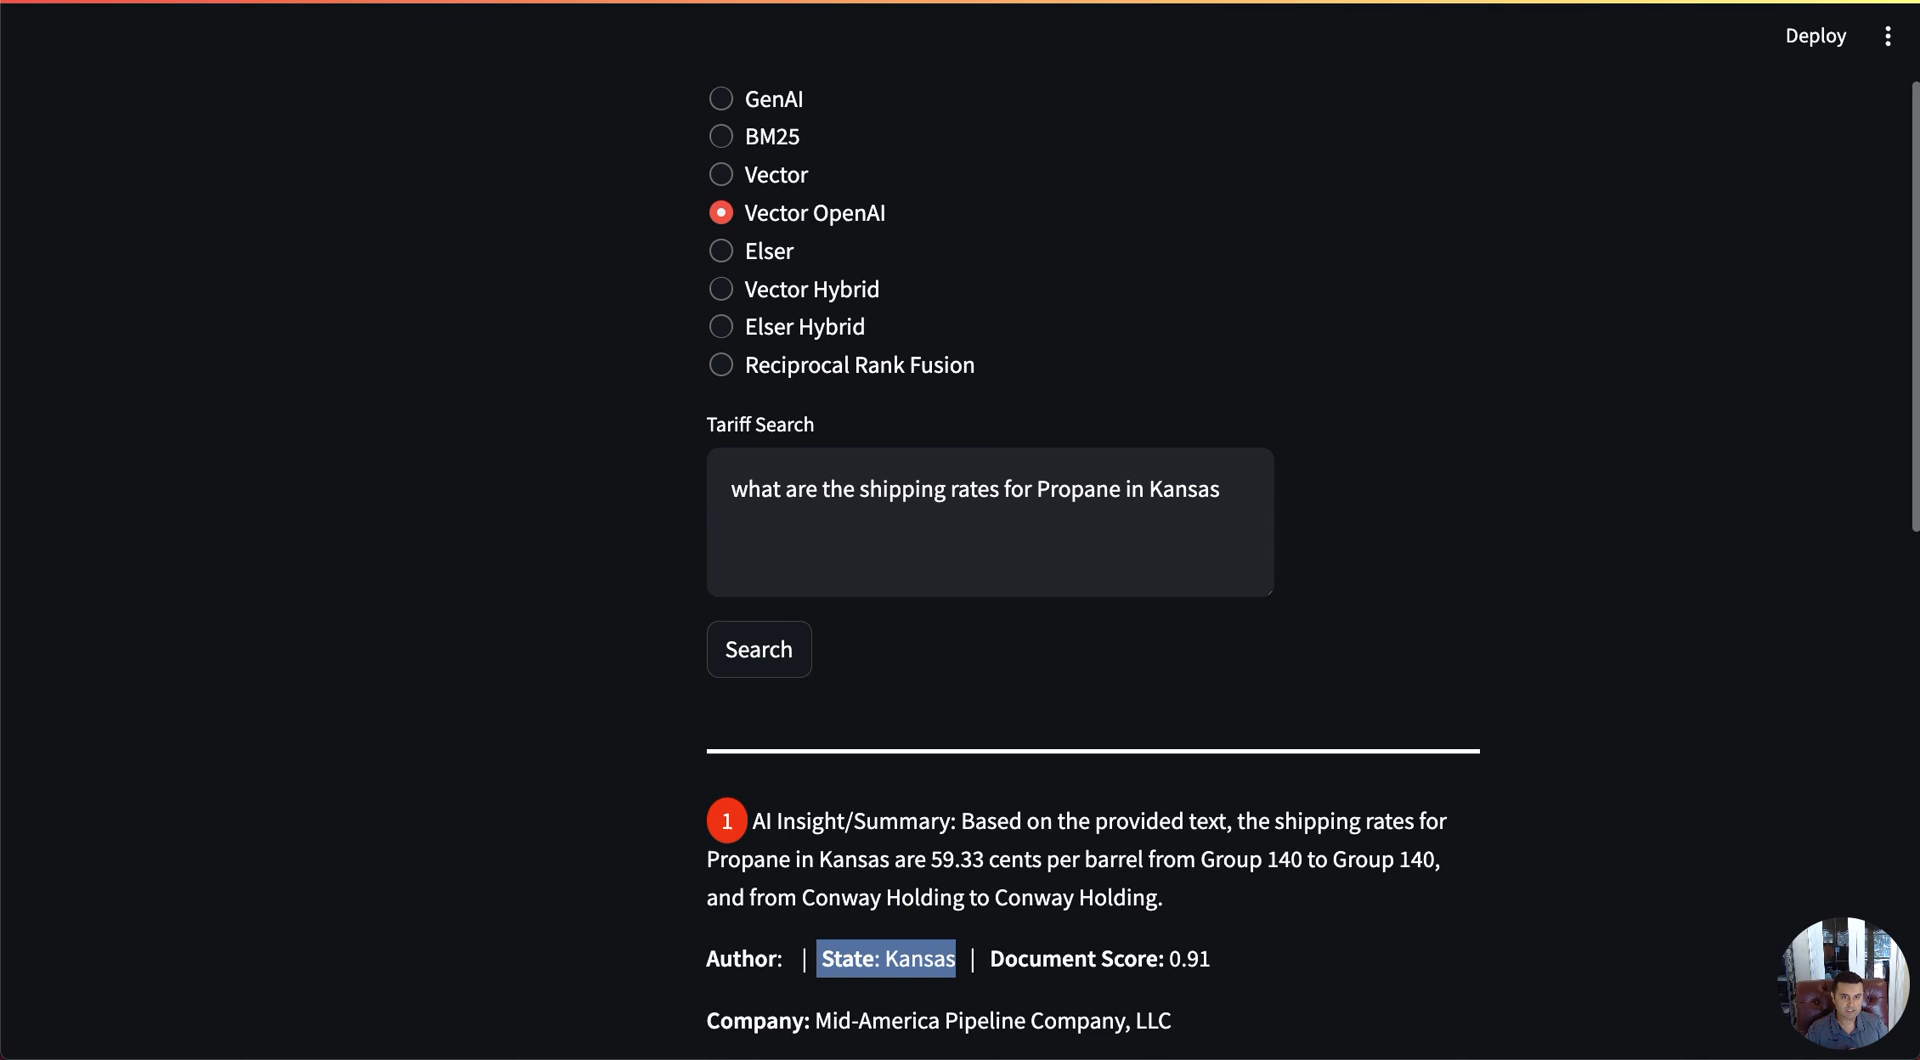 Deploy
GenAI
BM25
Vector
Vector OpenAI
Elser
Vector Hybrid
Elser Hybrid
Reciprocal Rank Fusion
Tariff Search
what are the shipping rates for Propane in Kansas
Search
1 AI Insight/Summary: Based on the provided text, the shipping rates for
Propane in Kansas are 59.33 cents per barrel from Group 140 to Group 140,
and from Conway Holding to Conway Holding.
Author: | State: Kansas | Document Score: 0.91
Company: Mid-America Pipeline Company, LLC